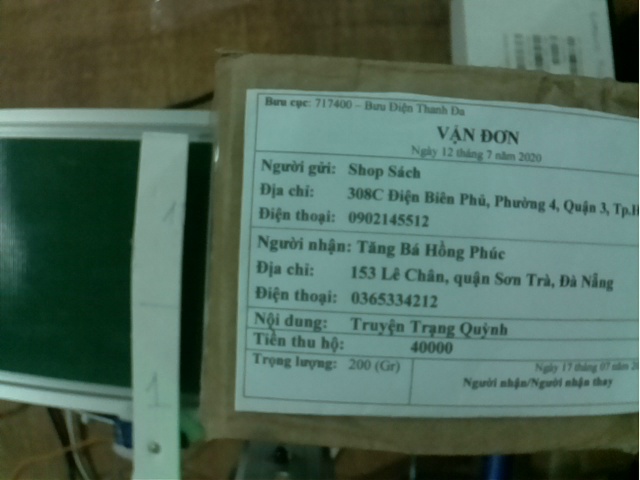 Bưu cục: 717400 – Bưu Điện Thanh Đa
VẬN ĐƠN
Ngày 12 tháng 7 năm 2020
Người gửi: Shop Sách
Địa chỉ: 308C Điện Biên Phủ, Phường 4, Quận 3, Tp.H
Điện thoại: 0902145512
Người nhận: Tăng Bá Hồng Phúc
Địa chỉ: 153 Lê Chân, quận Sơn Trà, Đà Nẵng
Điện thoại: 0365334212
Nội dung: Truyện Trạng Quỳnh
Tiền thu hộ: 40000
Trọng lượng: 200 (Gr)
Ngày 17 tháng 07 năm 20
Người nhận/Người nhận thay
1